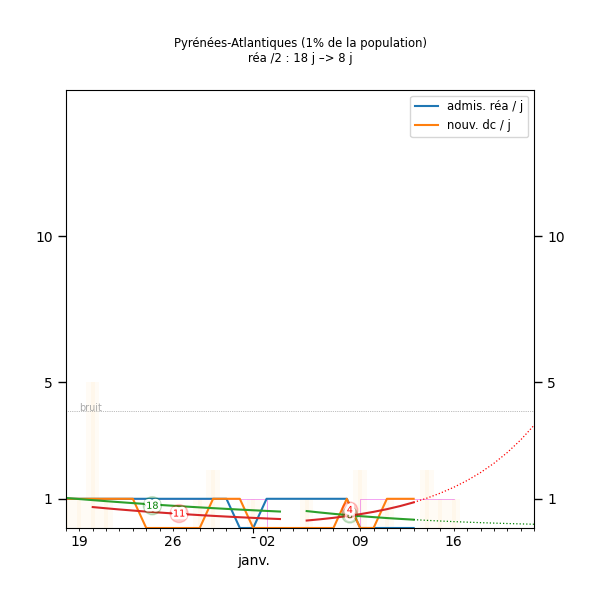 Pyrénées-Atlantiques (1% de la population)
réa /2 : 18 j –> 8 j
admis. réa / j
nouv. dc / j
10 10
5 5
bruit
1 1
18
11
4
19 26 02 09 16
janv.